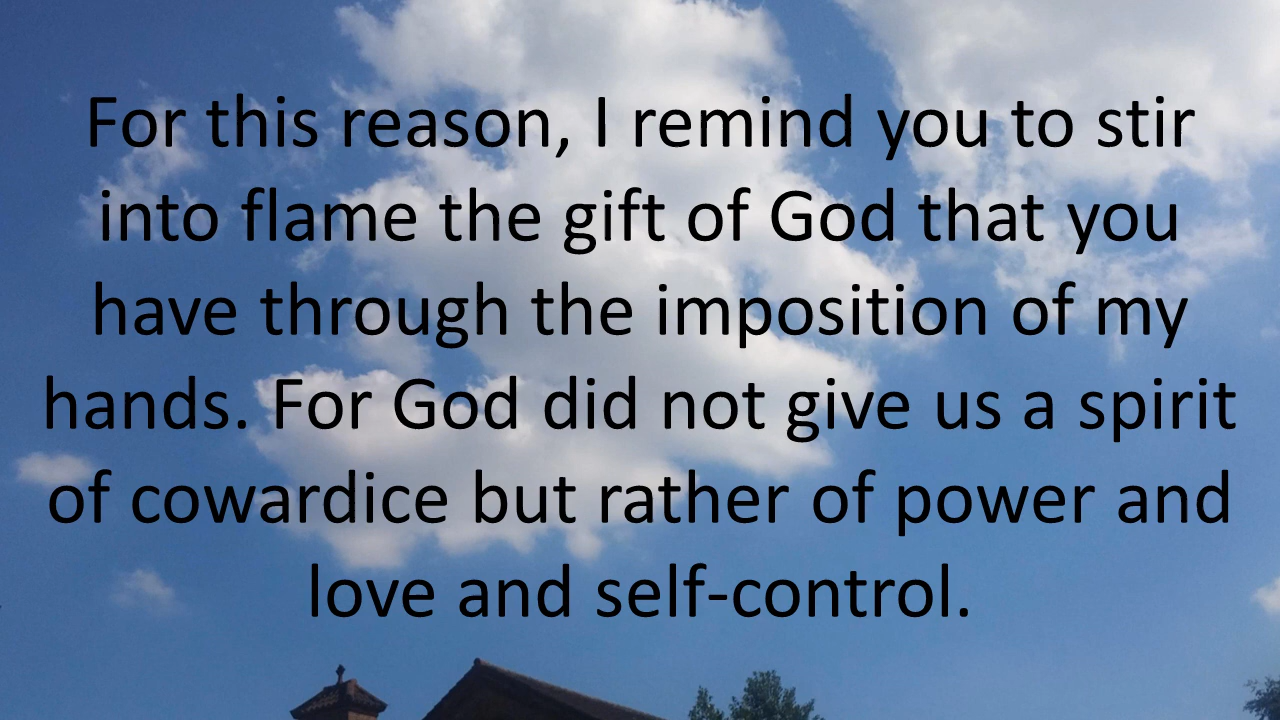 For this reason, I remind you to stir
into flame the gift of God that you
have through the imposition of my
hands. For God did not give us a spirit
of cowardice but rather of power and
love and self-control.